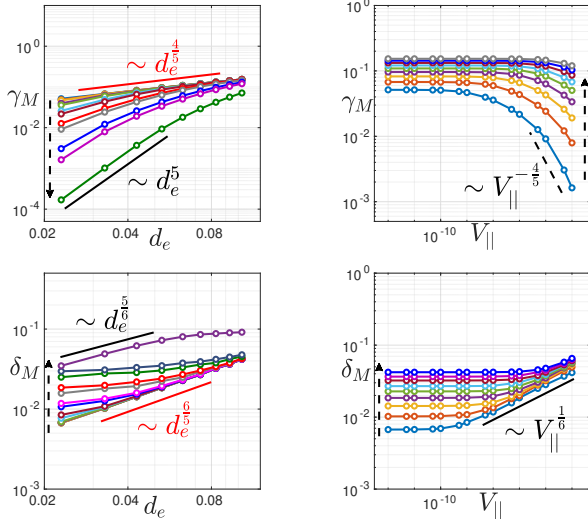 10^0
γ_M
10^-2
10^-4
∼ d_e^{4/5}
∼ d_e^5
0.02 0.04 0.08
d_e
10^0
10^-1
γ_M
10^-2
10^-3
∼ V_||^{-4/5}
10^-10
V_||
10^0
10^-1
δ_M
10^-2
10^-3
∼ d_e^{5/6}
∼ d_e^{6/5}
0.02 0.04 0.08
d_e
10^0
10^-1
δ_M
10^-2
10^-3
∼ V_||^{1/6}
10^-10
V_||